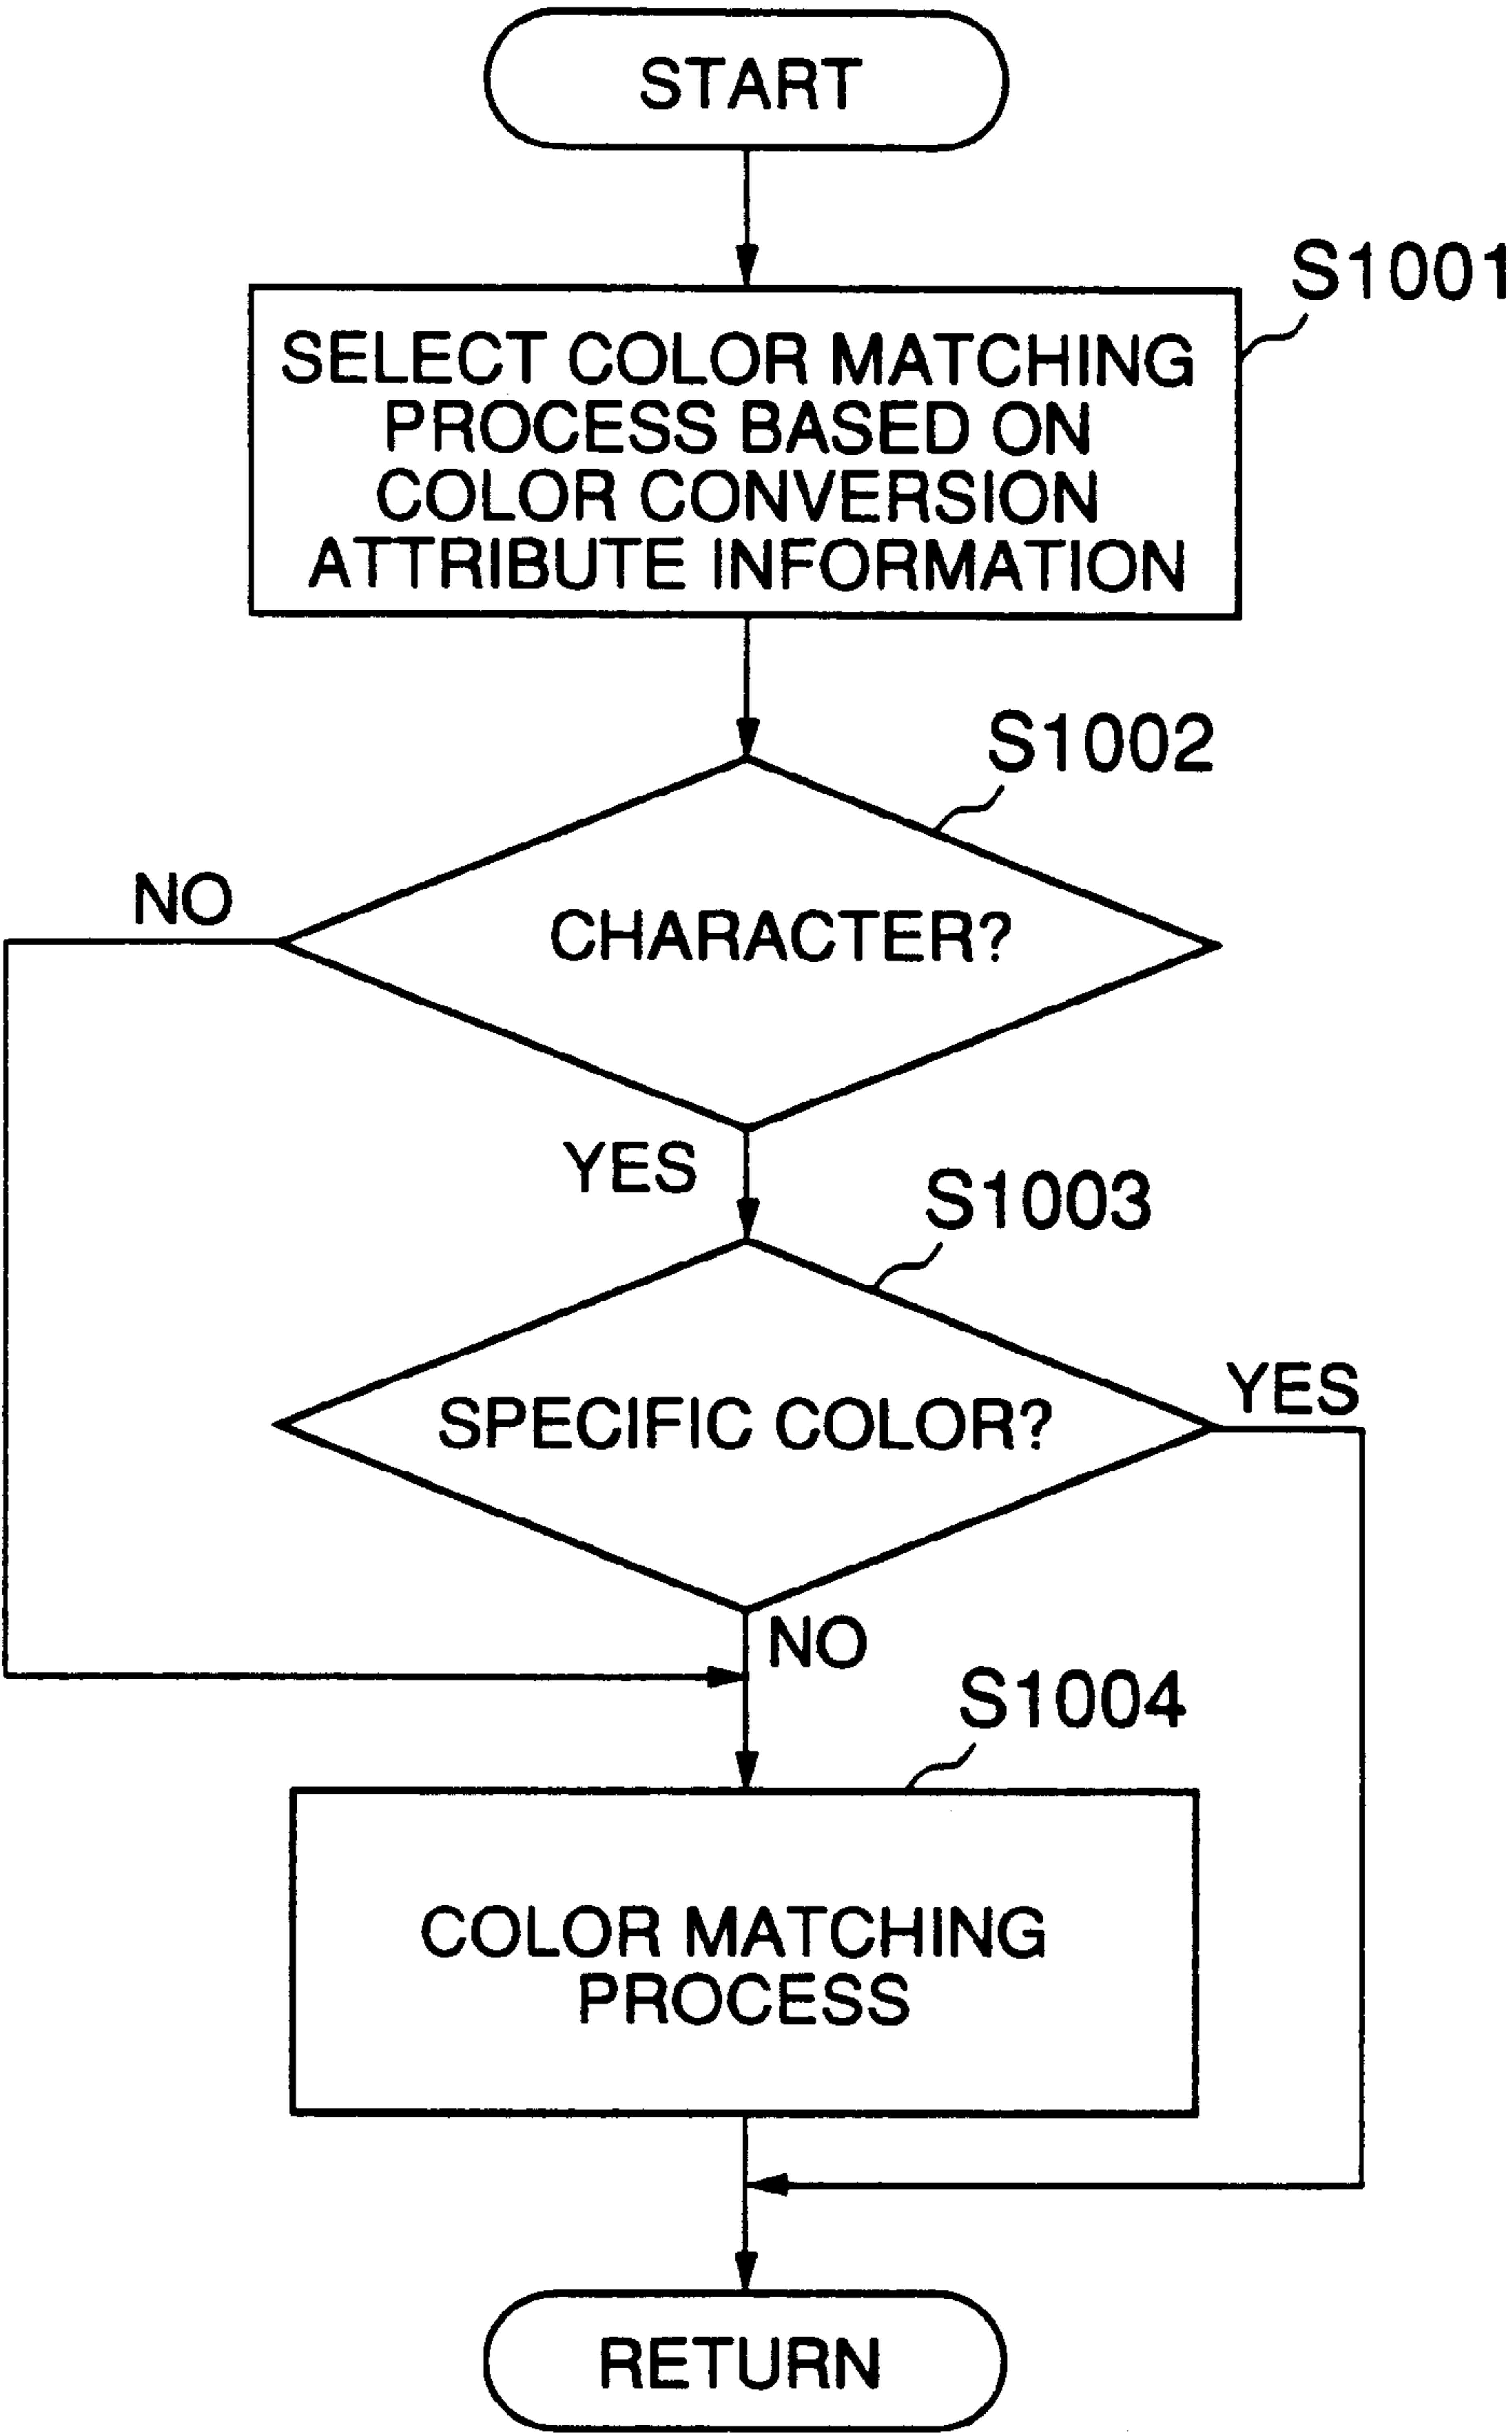 START
S1001
SELECT COLOR MATCHING
PROCESS BASED ON
COLOR CONVERSION
ATTRIBUTE INFORMATION
S1002
NO
CHARACTER?
YES
S1003
YES
SPECIFIC COLOR?
NO
S1004
COLOR MATCHING
PROCESS
RETURN